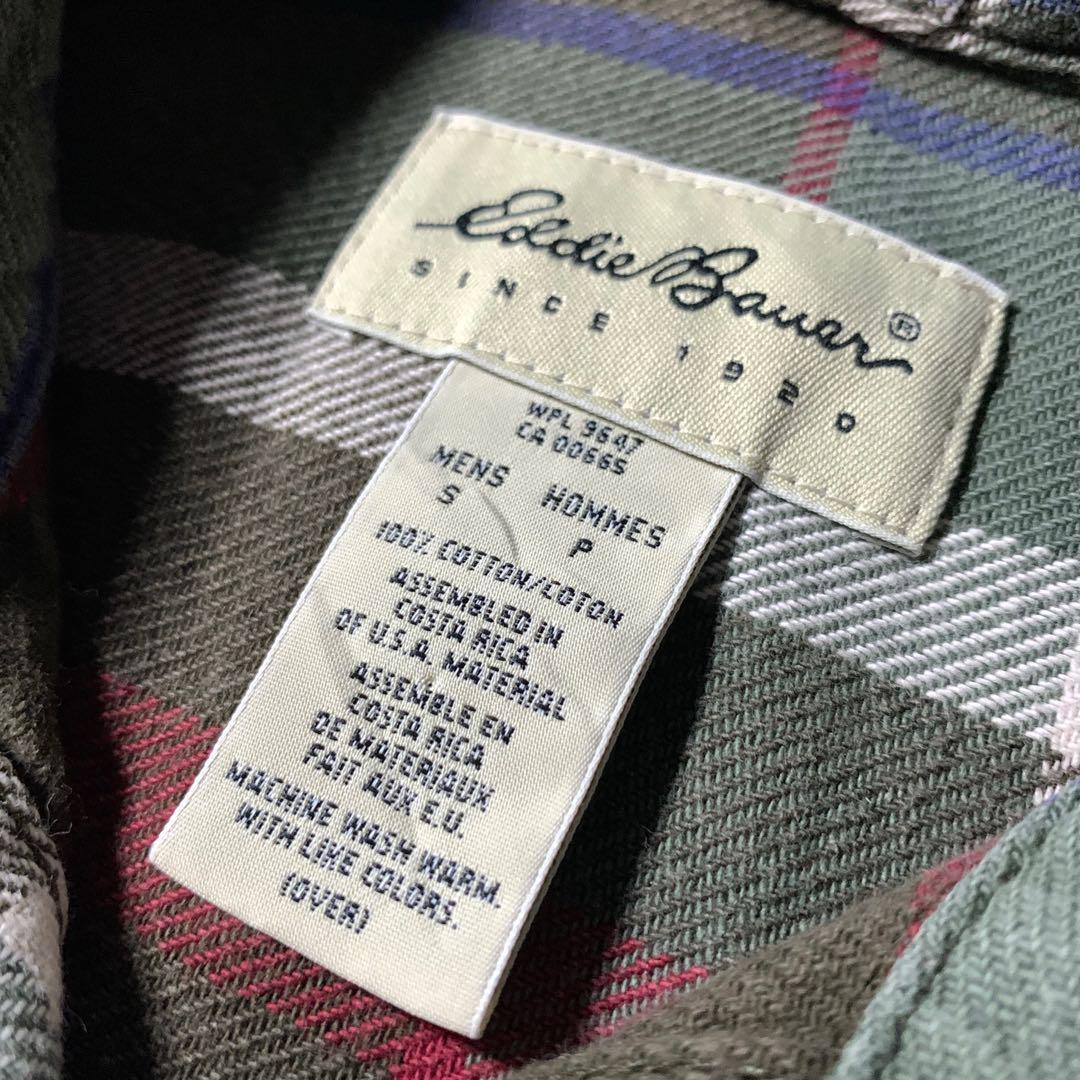 Eddie Bauer®
SINCE 1920
WPL 9647
CA 00665
MENS HOMMES
S P
100% COTTON/COTON
ASSEMBLED IN
COSTA RICA
OF U.S.A. MATERIAL
ASSEMBLE EN
COSTA RICA
DE MATERIAUX
FAIT AUX E.U.
MACHINE WASH WARM.
WITH LIKE COLORS.
(OVER)